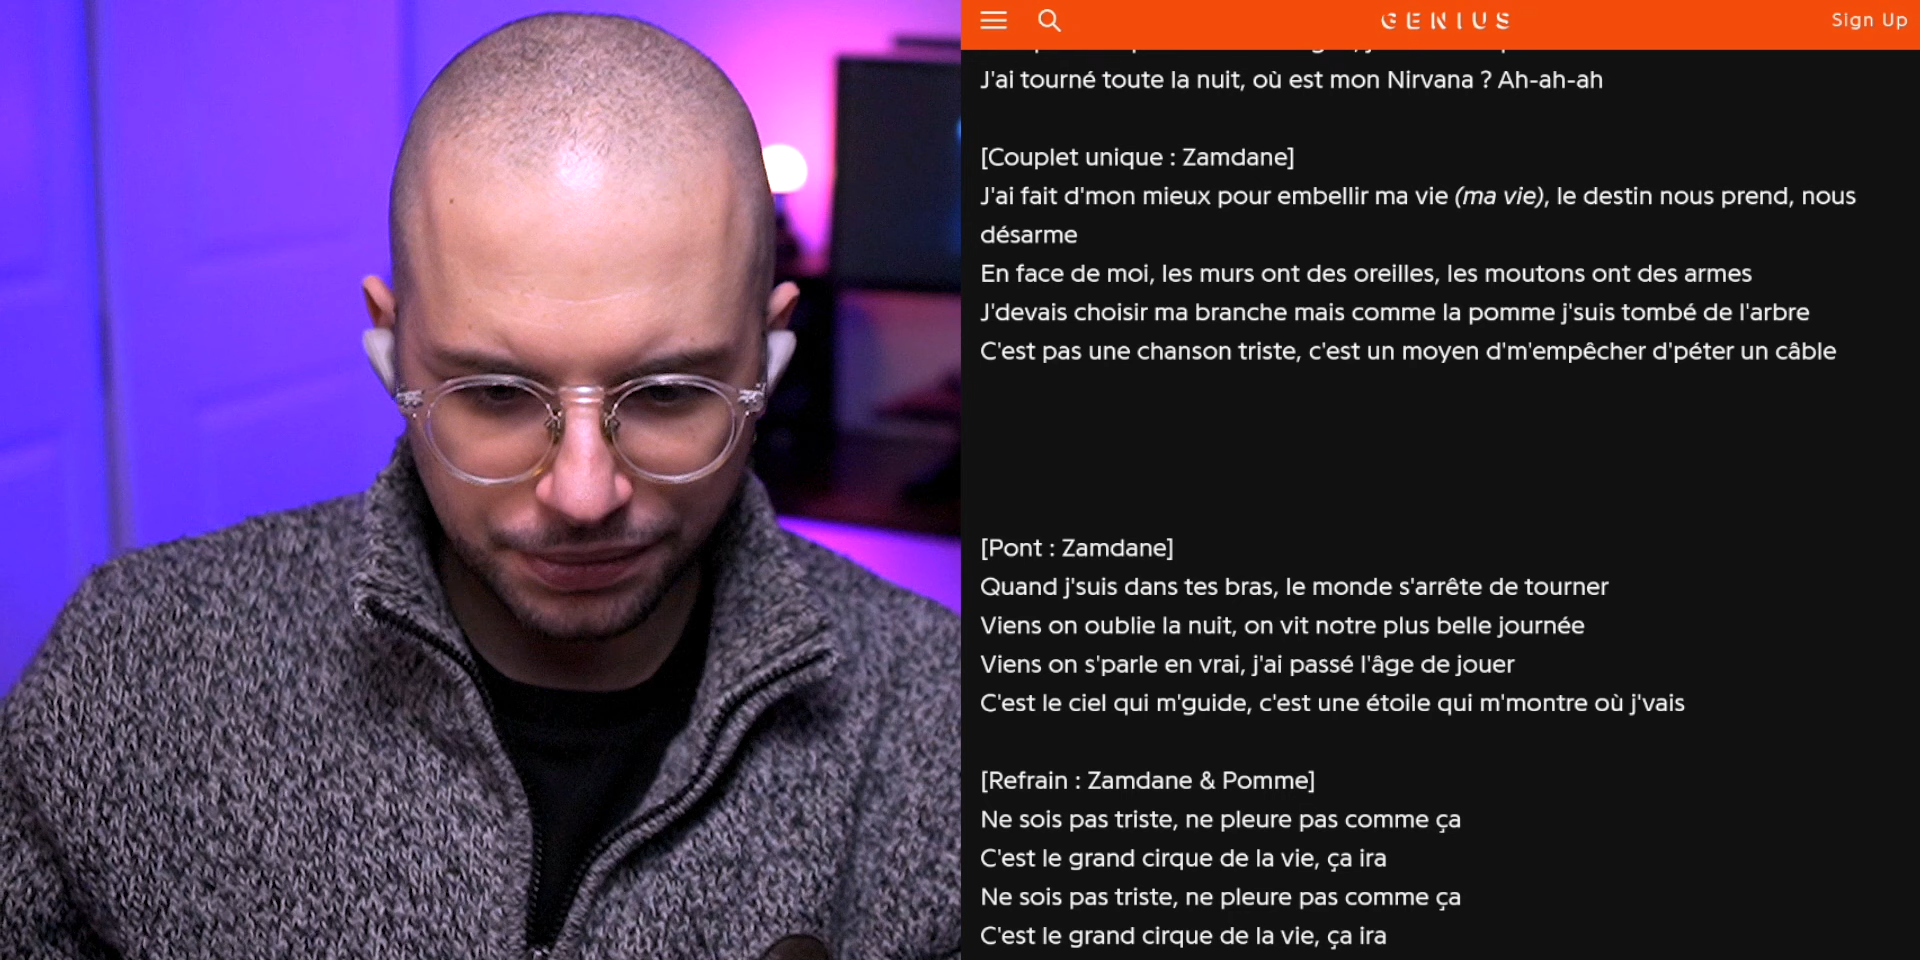 GENIUS
Sign Up
J'ai tourné toute la nuit, où est mon Nirvana ? Ah-ah-ah
[Couplet unique : Zamdane]
J'ai fait d'mon mieux pour embellir ma vie (ma vie), le destin nous prend, nous
désarme
En face de moi, les murs ont des oreilles, les moutons ont des armes
J'devais choisir ma branche mais comme la pomme j'suis tombé de l'arbre
C'est pas une chanson triste, c'est un moyen d'm'empêcher d'péter un câble
[Pont : Zamdane]
Quand j'suis dans tes bras, le monde s'arrête de tourner
Viens on oublie la nuit, on vit notre plus belle journée
Viens on s'parle en vrai, j'ai passé l'âge de jouer
C'est le ciel qui m'guide, c'est une étoile qui m'montre où j'vais
[Refrain : Zamdane & Pomme]
Ne sois pas triste, ne pleure pas comme ça
C'est le grand cirque de la vie, ça ira
Ne sois pas triste, ne pleure pas comme ça
C'est le grand cirque de la vie, ça ira